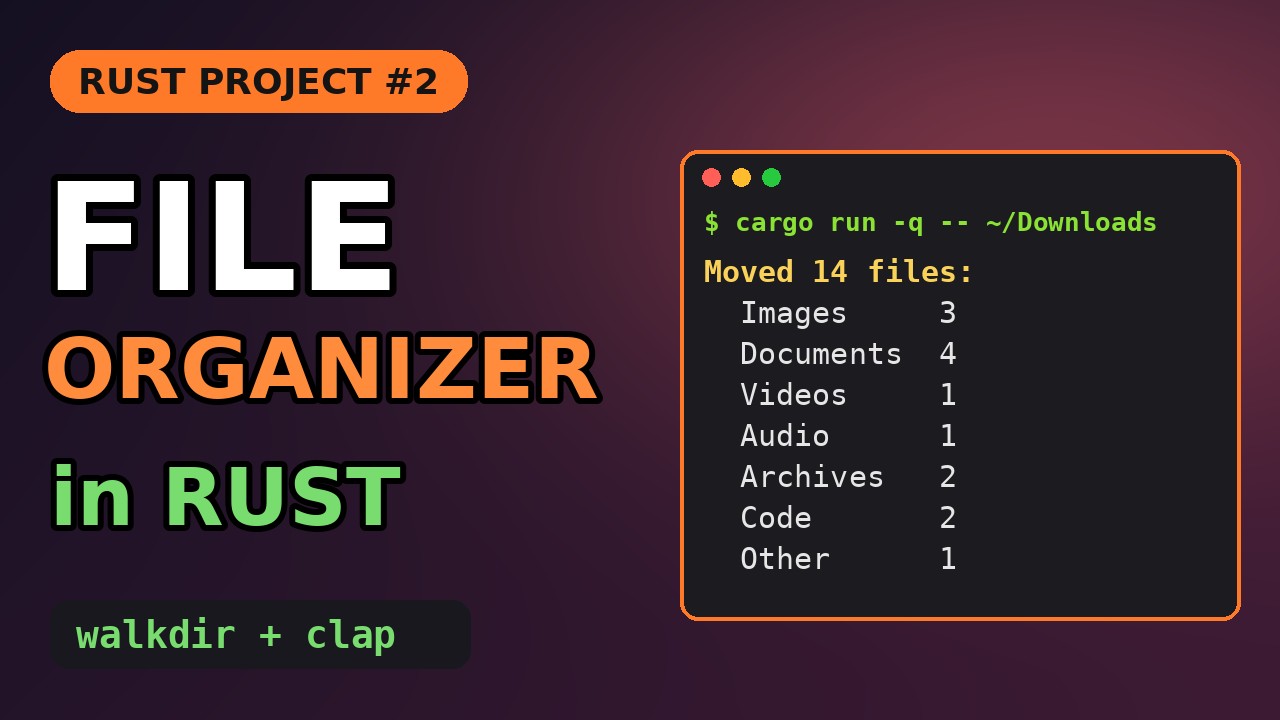 RUST PROJECT #2
FILE
ORGANIZER
in RUST
walkdir + clap
$ cargo run -q -- ~/Downloads
Moved 14 files:
Images 3
Documents 4
Videos 1
Audio 1
Archives 2
Code 2
Other 1